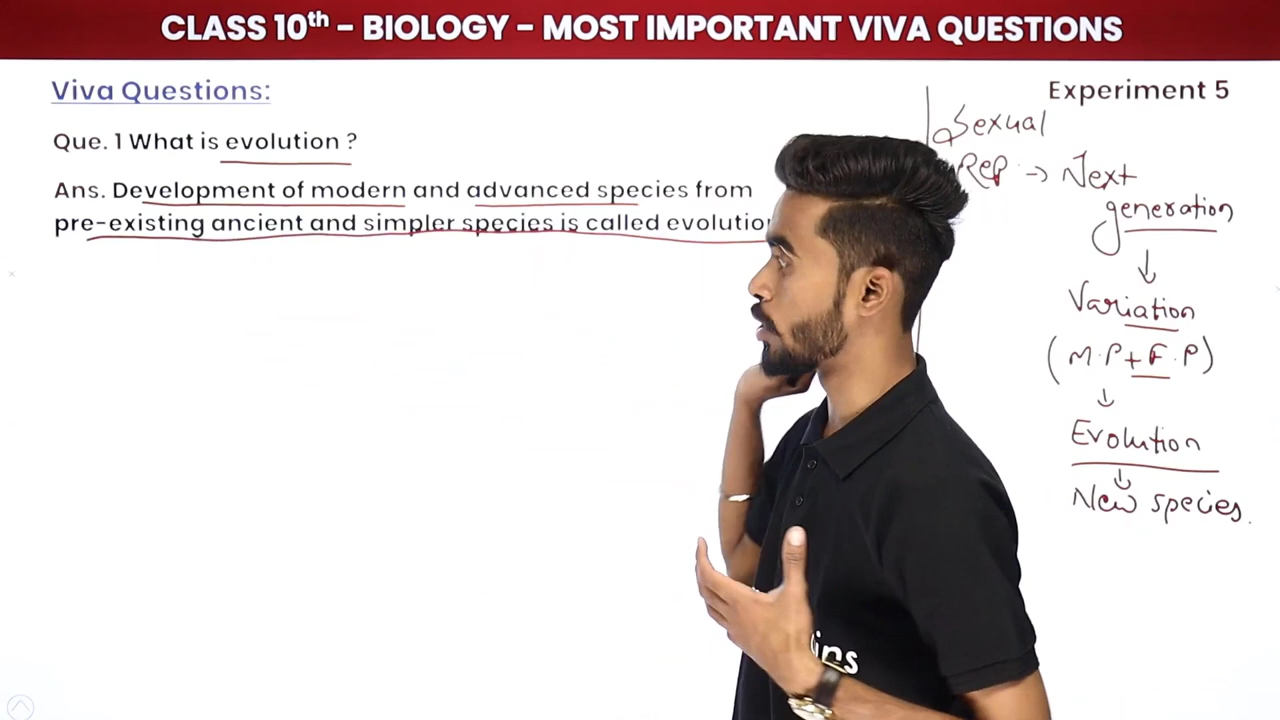 CLASS 10th - BIOLOGY - MOST IMPORTANT VIVA QUESTIONS
Viva Questions:
Experiment 5
Que. 1 What is evolution ?
Ans. Development of modern and advanced species from
pre-existing ancient and simpler species is called
Sexual
Rep → Next
generation
↓
Variation
(M.P + F.P)
↓
Evolution
↓
New species.